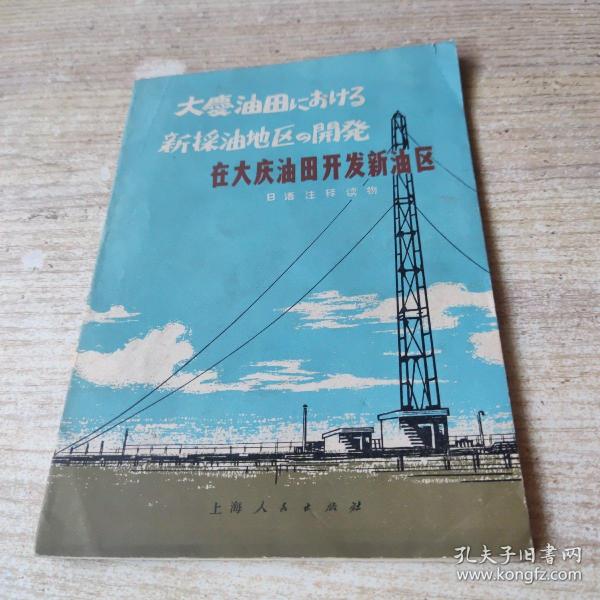 大慶油田における
新採油地区の開発
在大庆油田开发新油区
日语注释读物
上海人民出版社
孔夫子旧书网
www.kongfz.com